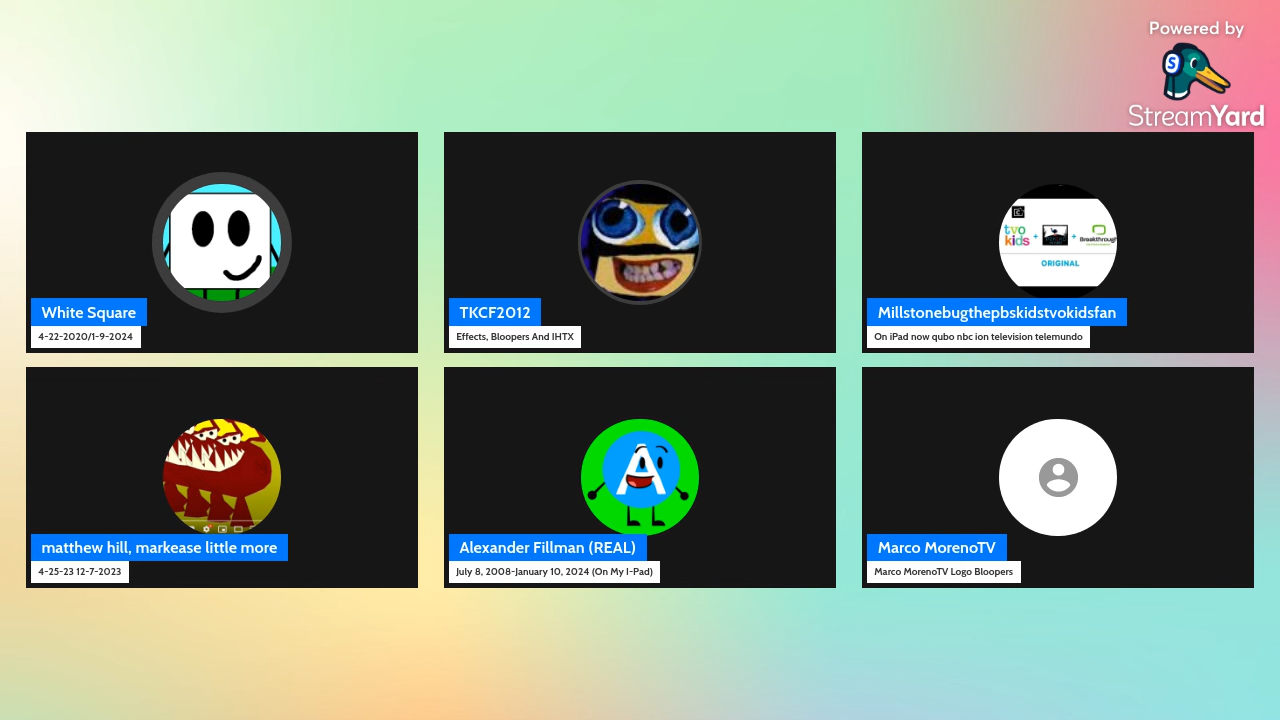 Powered by
StreamYard
S
tvo
kids
+
+
Breakthrough
ORIGINAL
White Square
4-22-2020/1-9-2024
TKCF2012
Effects, Bloopers And IHTX
Millstonebugthepbskidstvokidsfan
On iPad now qubo nbc ion television telemundo
A
matthew hill, markease little more
4-25-23 12-7-2023
Alexander Fillman (REAL)
July 8, 2008-January 10, 2024 (On My I-Pad)
Marco MorenoTV
Marco MorenoTV Logo Bloopers